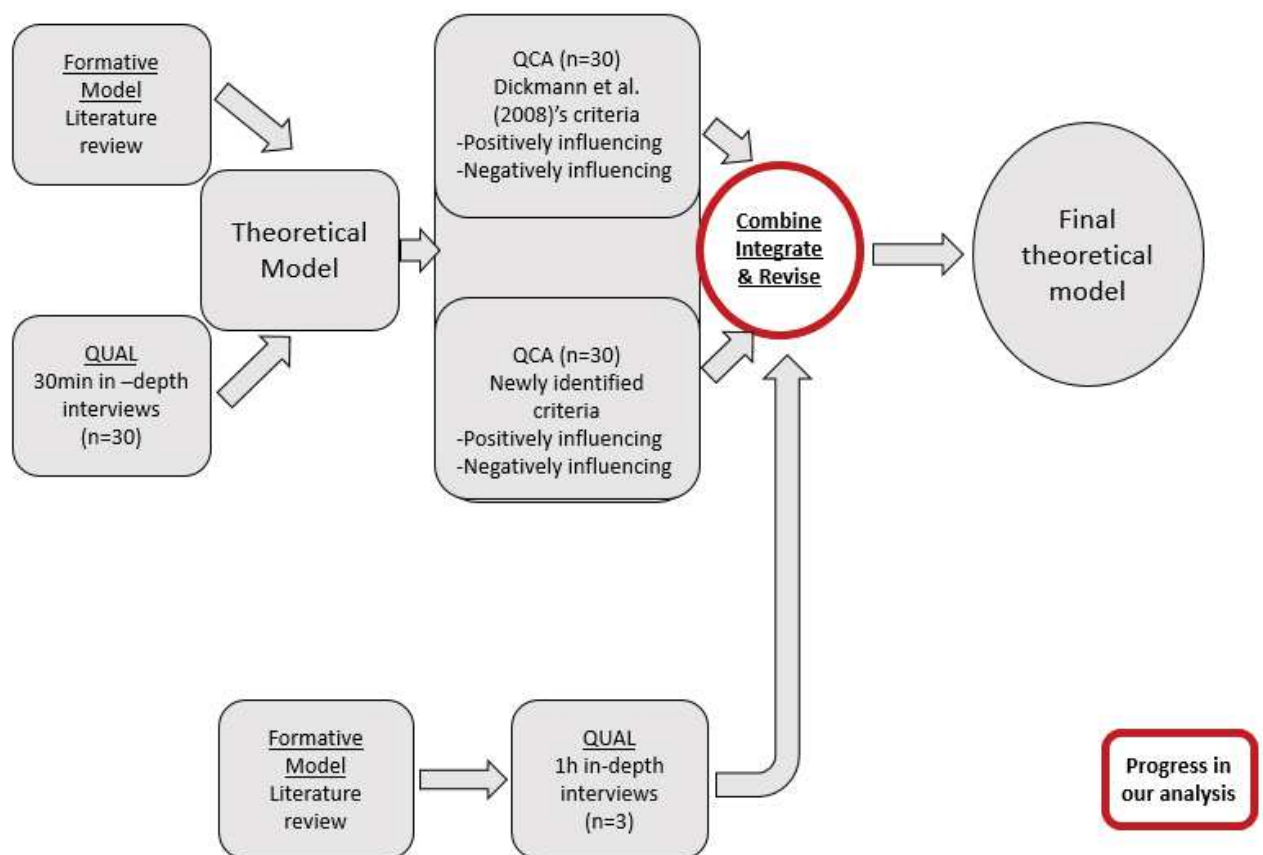 Formative
Model
Literature
review
QUAL
30min in –depth
interviews
(n=30)
Theoretical
Model
QCA (n=30)
Dickmann et al.
(2008)'s criteria
-Positively influencing
-Negatively influencing
QCA (n=30)
Newly identified
criteria
-Positively influencing
-Negatively influencing
Combine
Integrate
& Revise
Final
theoretical
model
Formative
Model
Literature
review
QUAL
1h in-depth
interviews
(n=3)
Progress in
our analysis